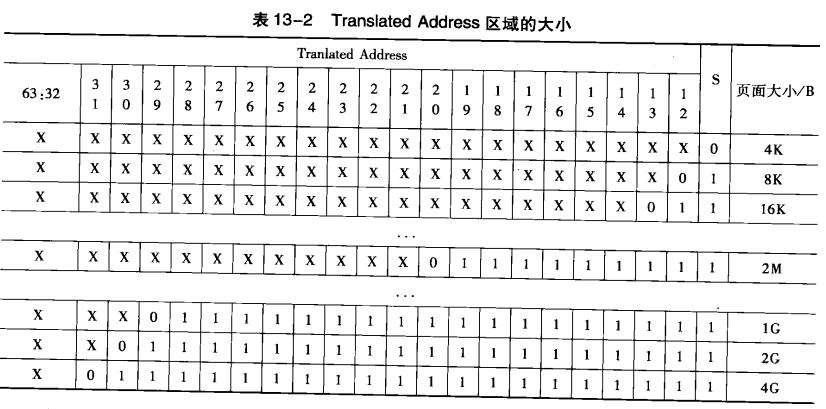 表 13-2 Translated Address 区域的大小
Tranlated Address S 页面大小/B
63:32 31 30 29 28 27 26 25 24 23 22 21 20 19 18 17 16 15 14 13 12
X X X X X X X X X X X X X X X X X X X X X 0 4K
X X X X X X X X X X X X X X X X X X X X 0 1 8K
X X X X X X X X X X X X X X X X X X X 0 1 1 16K
...
X X X X X X X X X X X X 0 1 1 1 1 1 1 1 1 1 2M
...
X X X 0 1 1 1 1 1 1 1 1 1 1 1 1 1 1 1 1 1 1 1G
X X 0 1 1 1 1 1 1 1 1 1 1 1 1 1 1 1 1 1 1 1 2G
X 0 1 1 1 1 1 1 1 1 1 1 1 1 1 1 1 1 1 1 1 1 4G